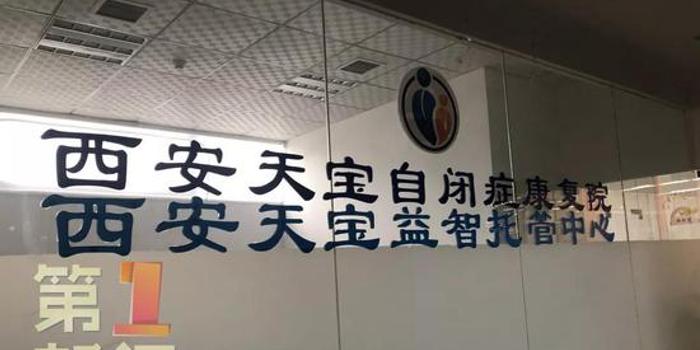 西安天宝自闭症康复院
西安天宝益智托管中心
第1